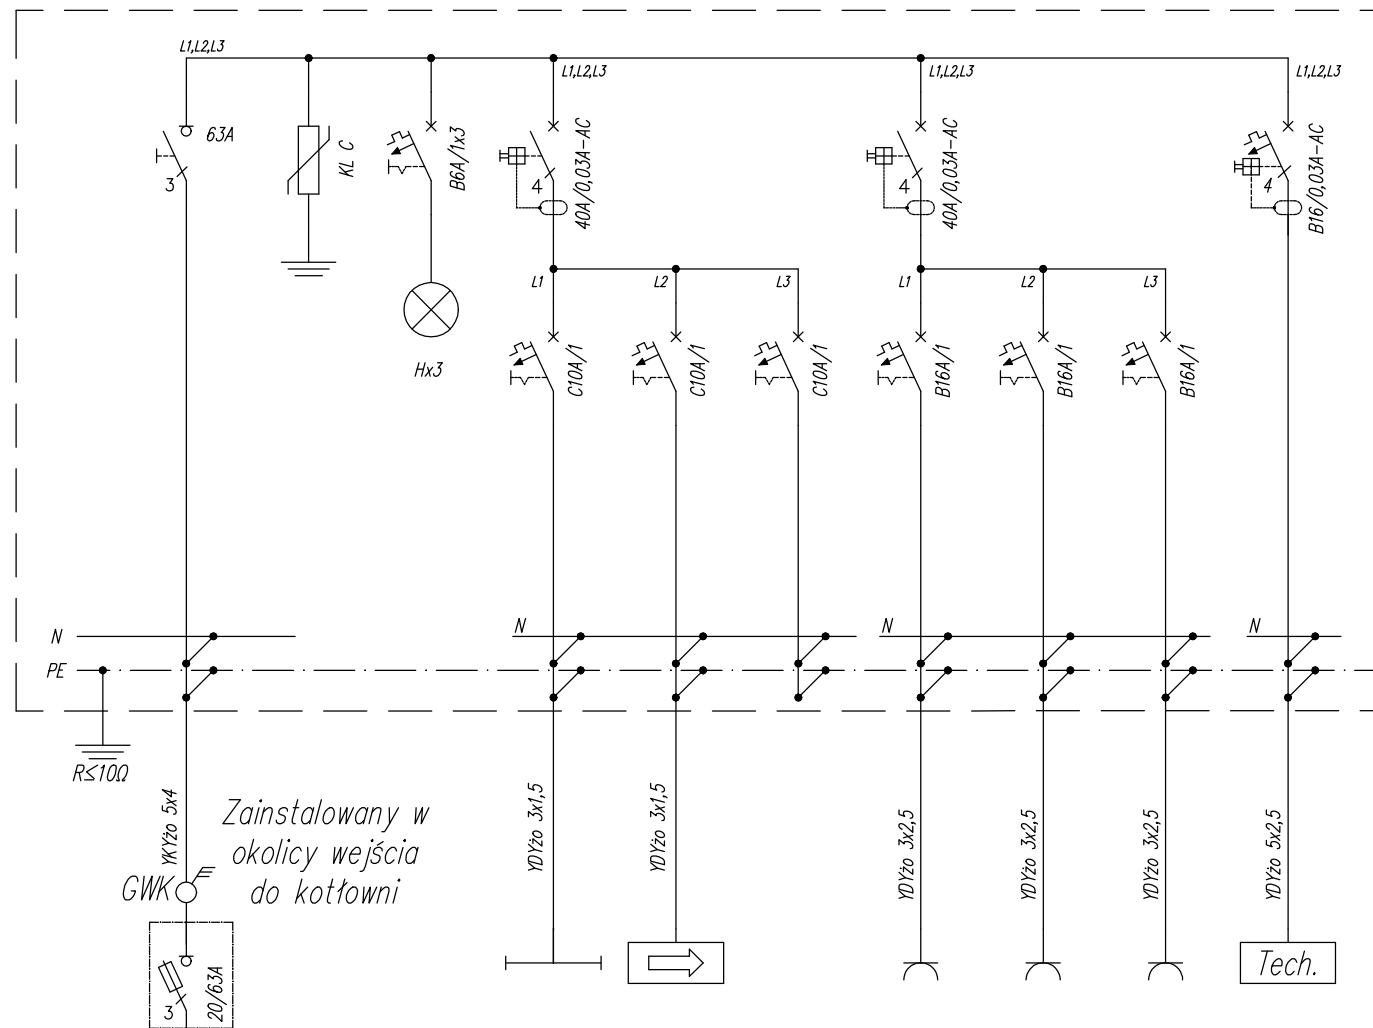 L1,L2,L3
L1,L2,L3
L1,L2,L3
L1,L2,L3
63A
3
KL C
B6A/1x3
4
40A/0,03A-AC
4
40A/0,03A-AC
4
B16/0,03A-AC
L1
L2
L3
L1
L2
L3
Hx3
C10A/1
C10A/1
C10A/1
B16A/1
B16A/1
B16A/1
N
N
N
N
PE
R≤10Ω
YKYżo 5x4
YDYżo 3x1,5
YDYżo 3x1,5
YDYżo 3x2,5
YDYżo 3x2,5
YDYżo 3x2,5
YDYżo 5x2,5
Zainstalowany w
okolicy wejścia
do kotłowni
GWK
Tech.
3
20/63A